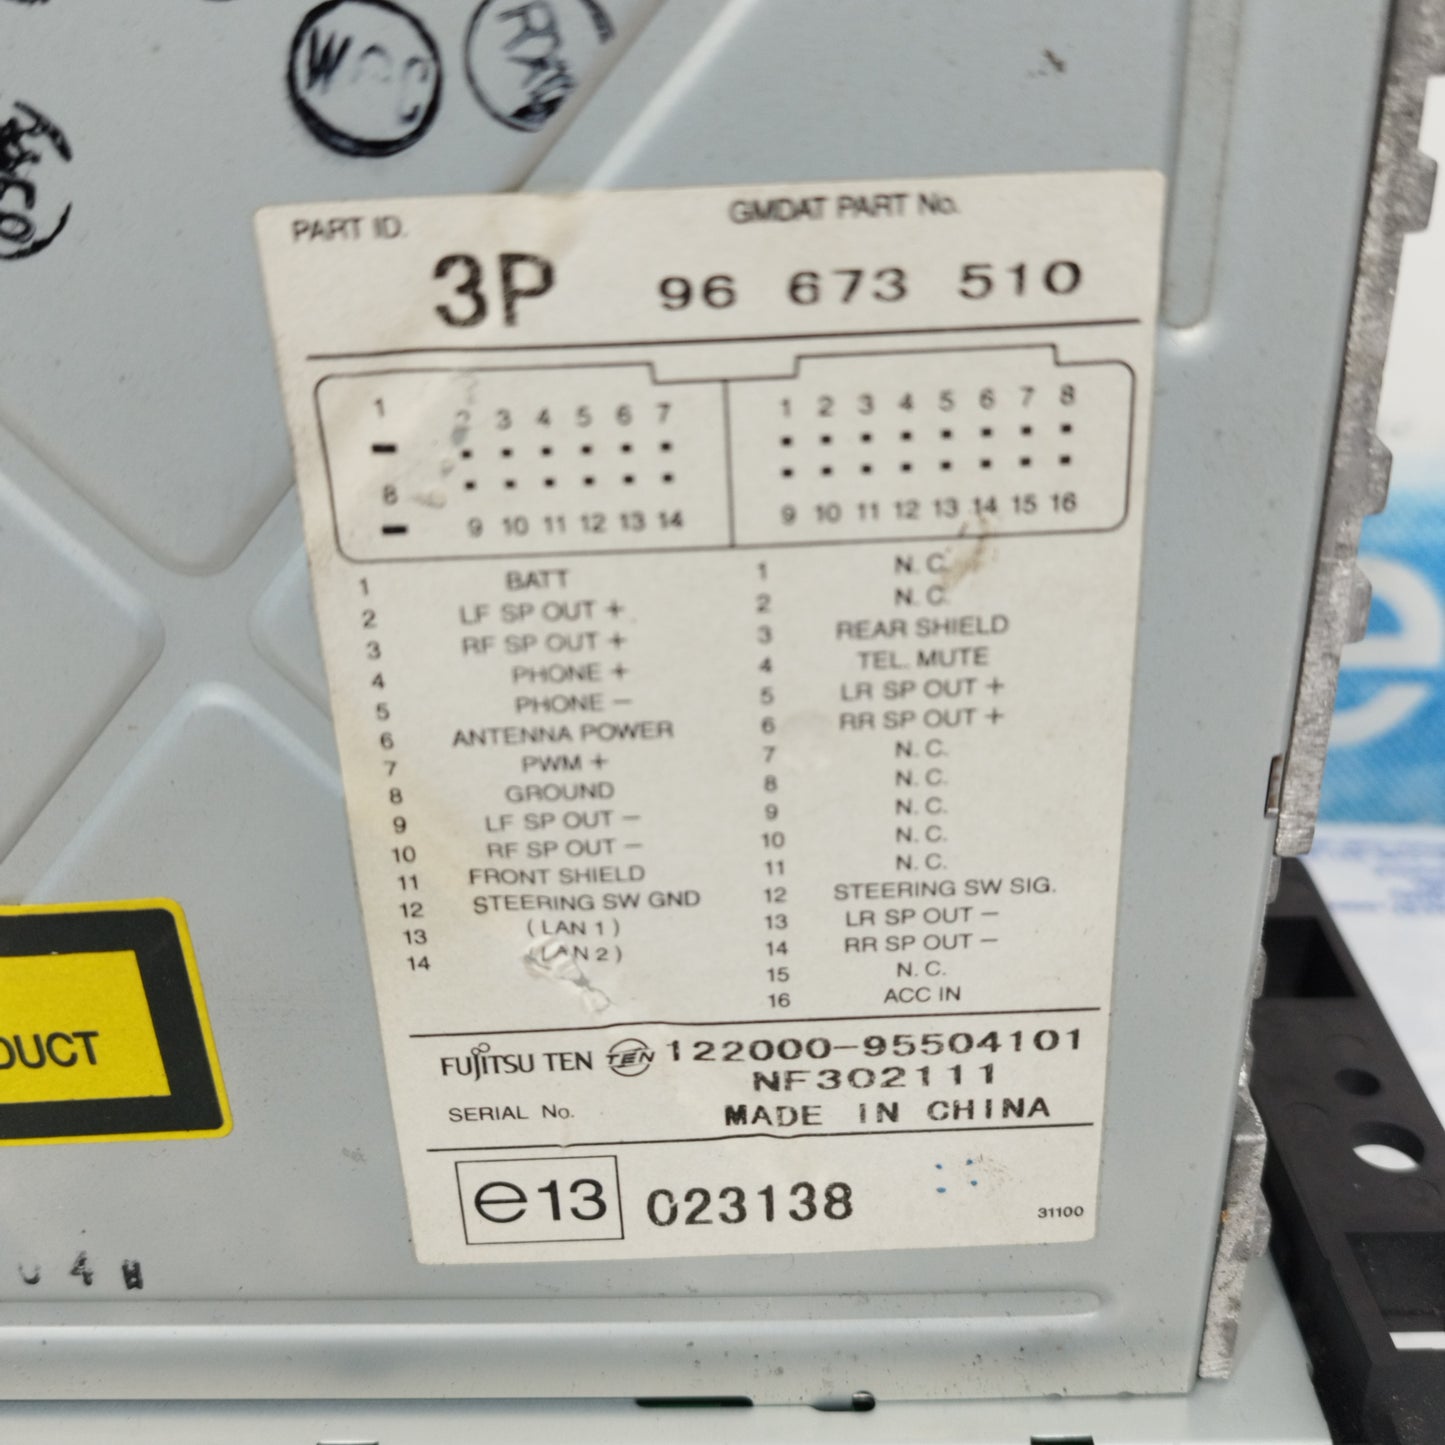 PART ID. GMDAT PART No.
3P 96 673 510
1 2 3 4 5 6 7 1 2 3 4 5 6 7 8
8 9 10 11 12 13 14 9 10 11 12 13 14 15 16
1 BATT 1 N.C.
2 LF SP OUT + 2 N.C.
3 RF SP OUT + 3 REAR SHIELD
4 PHONE + 4 TEL. MUTE
5 PHONE − 5 LR SP OUT +
6 ANTENNA POWER 6 RR SP OUT +
7 PWM + 7 N.C.
8 GROUND 8 N.C.
9 LF SP OUT − 9 N.C.
10 RF SP OUT − 10 N.C.
11 FRONT SHIELD 11 N.C.
12 STEERING SW GND 12 STEERING SW SIG.
13 (LAN 1) 13 LR SP OUT −
14 (LAN 2) 14 RR SP OUT −
15 N.C.
16 ACC IN
FUJITSU TEN TEN 122000-95504101
NF302111
SERIAL No. MADE IN CHINA
e13 023138 31100
DUCT
e